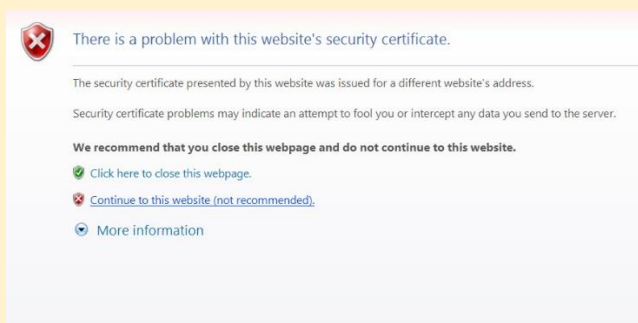 There is a problem with this website's security certificate.
The security certificate presented by this website was issued for a different website's address.
Security certificate problems may indicate an attempt to fool you or intercept any data you send to the server.
We recommend that you close this webpage and do not continue to this website.
Click here to close this webpage.
Continue to this website (not recommended).
More information